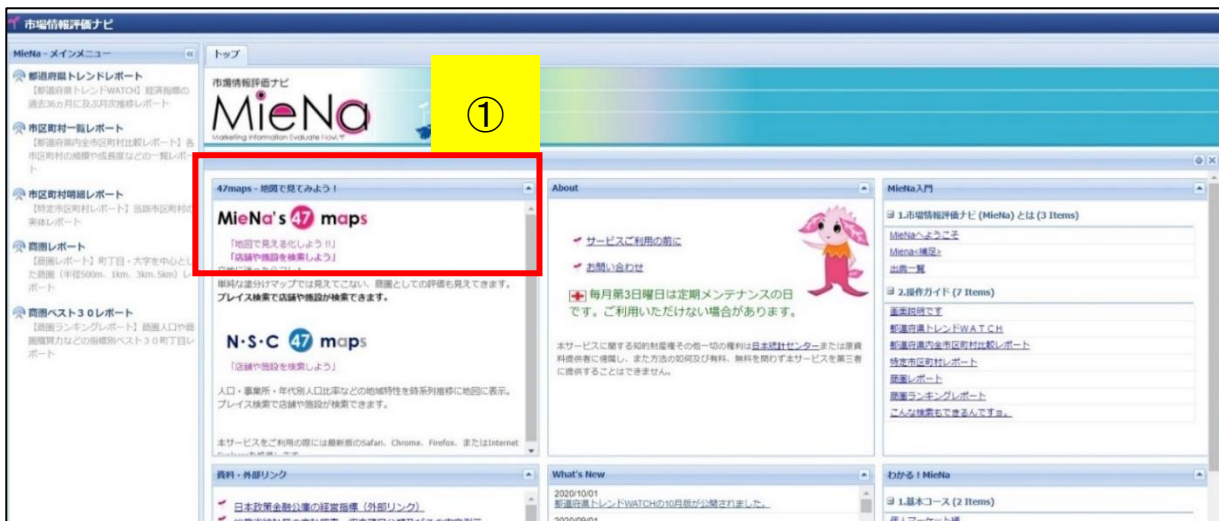 市場情報評価ナビ
MieNa - メインメニュー
都道府県トレンドレポート
【都道府県トレンドWATCH】経済指標の
過去36ヵ月に及ぶ月次推移レポート
市区町村一覧レポート
【都道府県内全市区町村比較レポート】各
市区町村の規模や成長度などの一覧レポー
ト
市区町村明細レポート
【特定市区町村レポート】当該市区町村の
実体レポート
商圏レポート
【商圏レポート】町丁目・大字を中心とし
た商圏（半径500m、1km、3km、5km）レ
ポート
商圏ベスト３０レポート
【商圏ランキングレポート】商圏人口や商
圏購買力などの指標別ベスト３０町丁目レ
ポート
トップ
市場情報評価ナビ
MieNa
Marketing Information Evaluate Navi.
①
47maps - 地図で見てみよう！
MieNa's 47 maps
「地図で見える化しよう !!」
「店舗や施設を検索しよう」
単純な塗分けマップでは見えてこない、商圏としての評価も見えてきます。
プレイス検索で店舗や施設が検索できます。
N・S・C 47 maps
「店舗や施設を検索しよう」
人口・事業所・年代別人口比率などの地域特性を時系列推移に地図に表示。
プレイス検索で店舗や施設が検索できます。
本サービスをご利用の際には最新版のSafari、Chrome、Firefox、またはInternet
About
サービスご利用の前に
お問い合わせ
毎月第3日曜日は定期メンテナンスの日
です。ご利用いただけない場合があります。
本サービスに関する知的財産権その他一切の権利は日本統計センターまたは原資
料提供者に帰属し、また方法の如何及び有料、無料を問わず本サービスを第三者
に提供することはできません。
MieNa入門
1.市場情報評価ナビ (MieNa) とは (3 Items)
MieNaへようこそ
Miena<補足>
出典一覧
2.操作ガイド (7 Items)
画面説明です
都道府県トレンドＷＡＴＣＨ
都道府県内全市区町村比較レポート
特定市区町村レポート
商圏レポート
商圏ランキングレポート
こんな検索もできるんですョ。
資料・外部リンク
日本政策金融公庫の経営指標（外部リンク）
What's New
2020/10/01
都道府県トレンドWATCHの10月版が公開されました。
2020/09/01
わかる！MieNa
1.基本コース (2 Items)